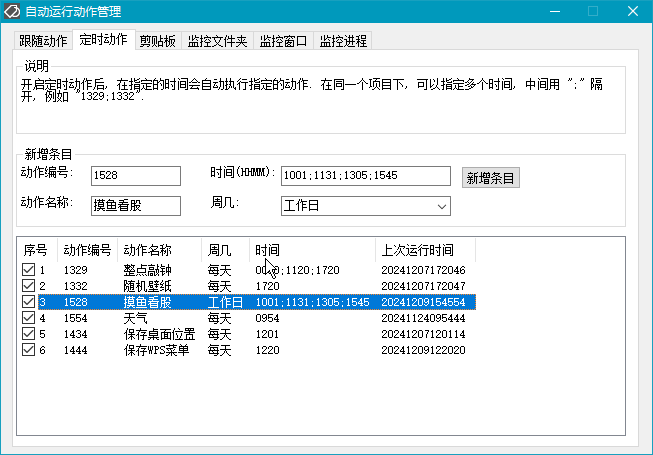 自动运行动作管理
跟随动作 定时动作 剪贴板 监控文件夹 监控窗口 监控进程
说明
开启定时动作后, 在指定的时间会自动执行指定的动作. 在同一个项目下, 可以指定多个时间, 中间用 ";" 隔
开, 例如 "1329;1332".
新增条目
动作编号: 1528 时间(HHMM): 1001;1131;1305;1545 新增条目
动作名称: 摸鱼看股 周几: 工作日
序号 动作编号 动作名称 周几 时间 上次运行时间
1 1329 整点敲钟 每天 1120;1720 20241207172046
2 1332 随机壁纸 每天 1720 20241207172047
3 1528 摸鱼看股 工作日 1001;1131;1305;1545 20241209154554
4 1554 天气 每天 0954 20241124095444
5 1434 保存桌面位置 每天 1201 20241207120114
6 1444 保存WPS菜单 每天 1220 20241209122020